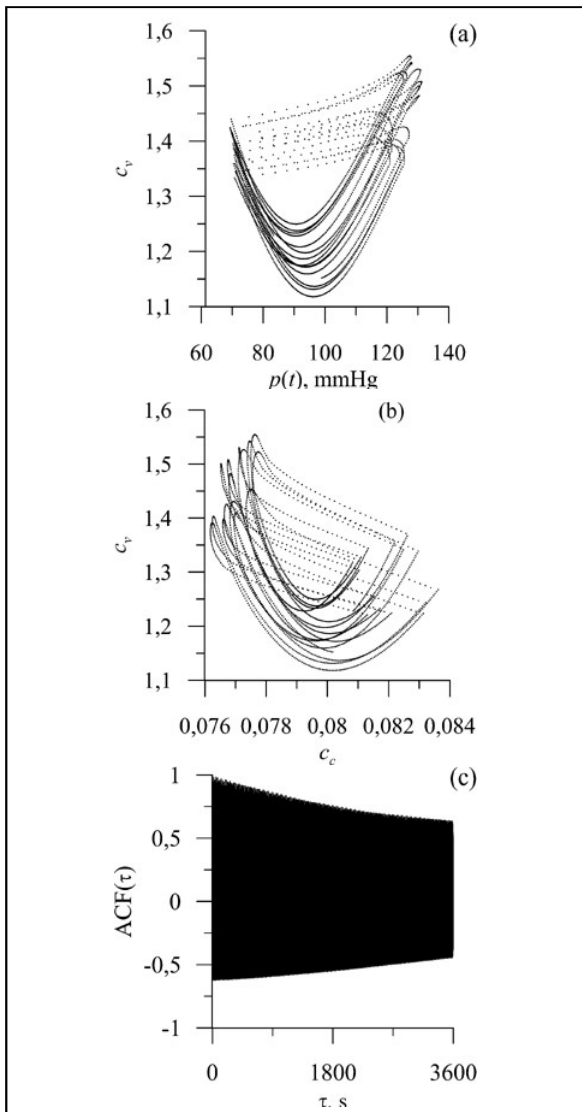 (a)
1,6
1,5
1,4
1,3
1,2
1,1
c_v
60 80 100 120 140
p(t), mmHg
(b)
1,6
1,5
1,4
1,3
1,2
1,1
c_v
0,076 0,078 0,08 0,082 0,084
c_c
(c)
1
0,5
0
-0,5
-1
ACF(τ)
0 1800 3600
τ, s